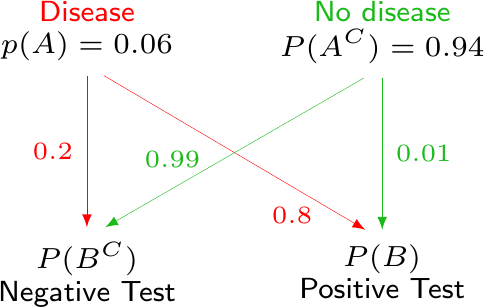 Disease
No disease
p(A) = 0.06
P(A^C) = 0.94
0.2
0.99
0.01
0.8
P(B^C)
P(B)
Negative Test
Positive Test